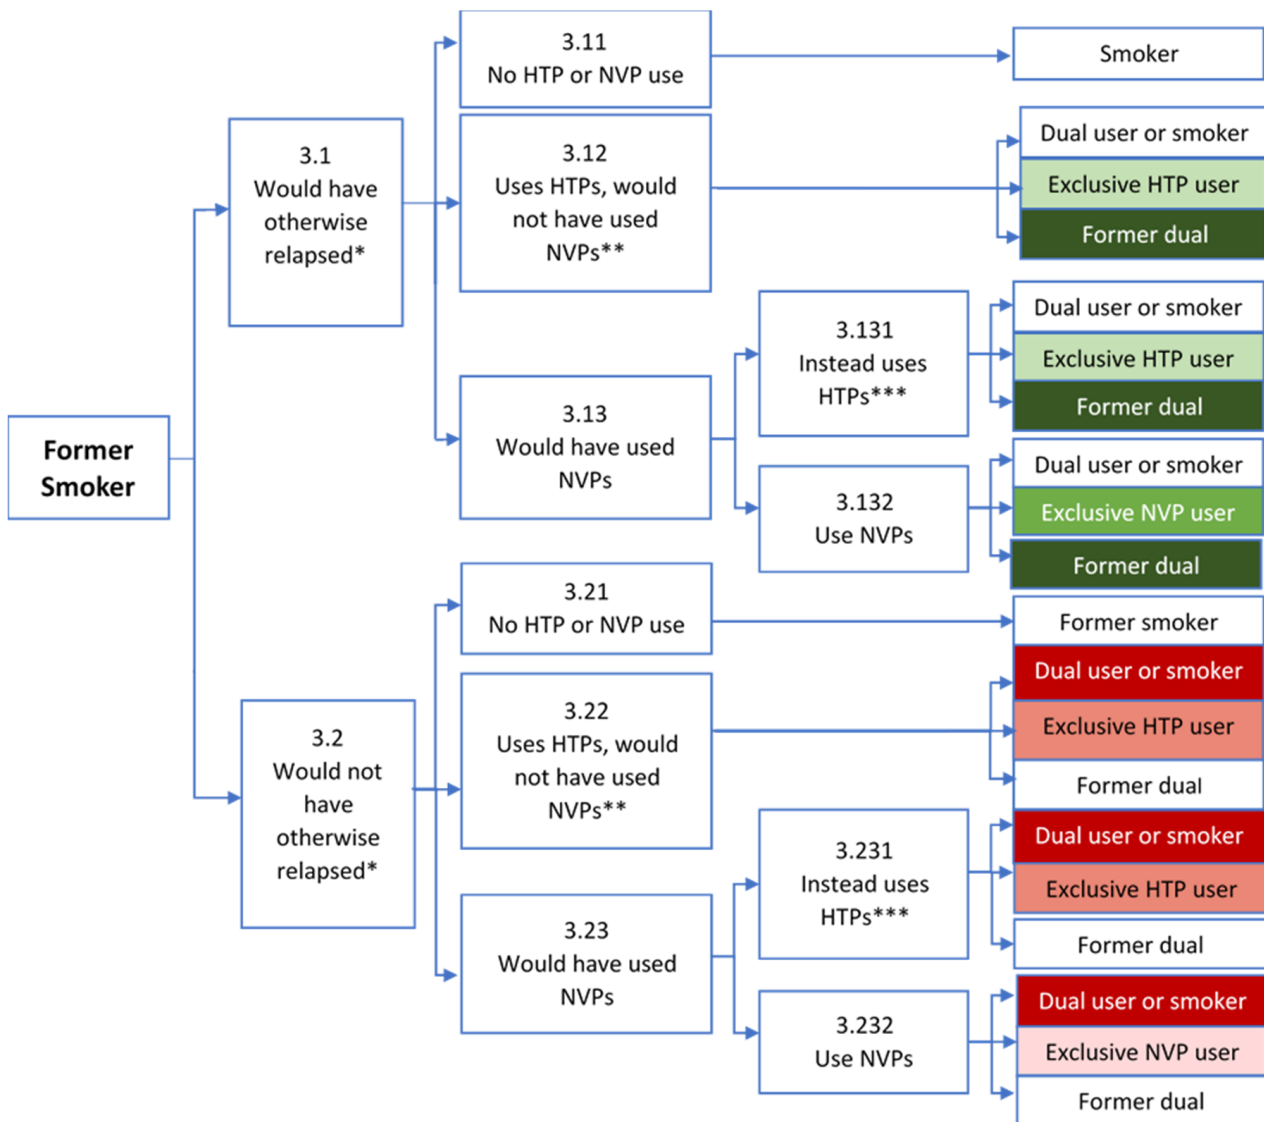 Former
Smoker
3.1
Would have
otherwise
relapsed*
3.11
No HTP or NVP use
Smoker
3.12
Uses HTPs, would
not have used
NVPs**
Dual user or smoker
Exclusive HTP user
Former dual
3.13
Would have used
NVPs
3.131
Instead uses
HTPs***
Dual user or smoker
Exclusive HTP user
Former dual
3.132
Use NVPs
Dual user or smoker
Exclusive NVP user
Former dual
3.2
Would not
have
otherwise
relapsed*
3.21
No HTP or NVP use
Former smoker
3.22
Uses HTPs, would
not have used
NVPs**
Dual user or smoker
Exclusive HTP user
Former dual
3.23
Would have used
NVPs
3.231
Instead uses
HTPs***
Dual user or smoker
Exclusive HTP user
Former dual
3.232
Use NVPs
Dual user or smoker
Exclusive NVP user
Former dual